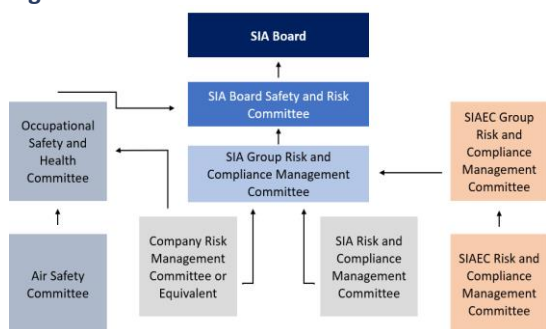 SIA Board
SIA Board Safety and Risk
Committee
Occupational
Safety and
Health
Committee
SIA Group Risk and
Compliance Management
Committee
SIAEC Group
Risk and
Compliance
Management
Committee
Air Safety
Committee
Company Risk
Management
Committee or
Equivalent
SIA Risk and
Compliance
Management
Committee
SIAEC Risk and
Compliance
Management
Committee